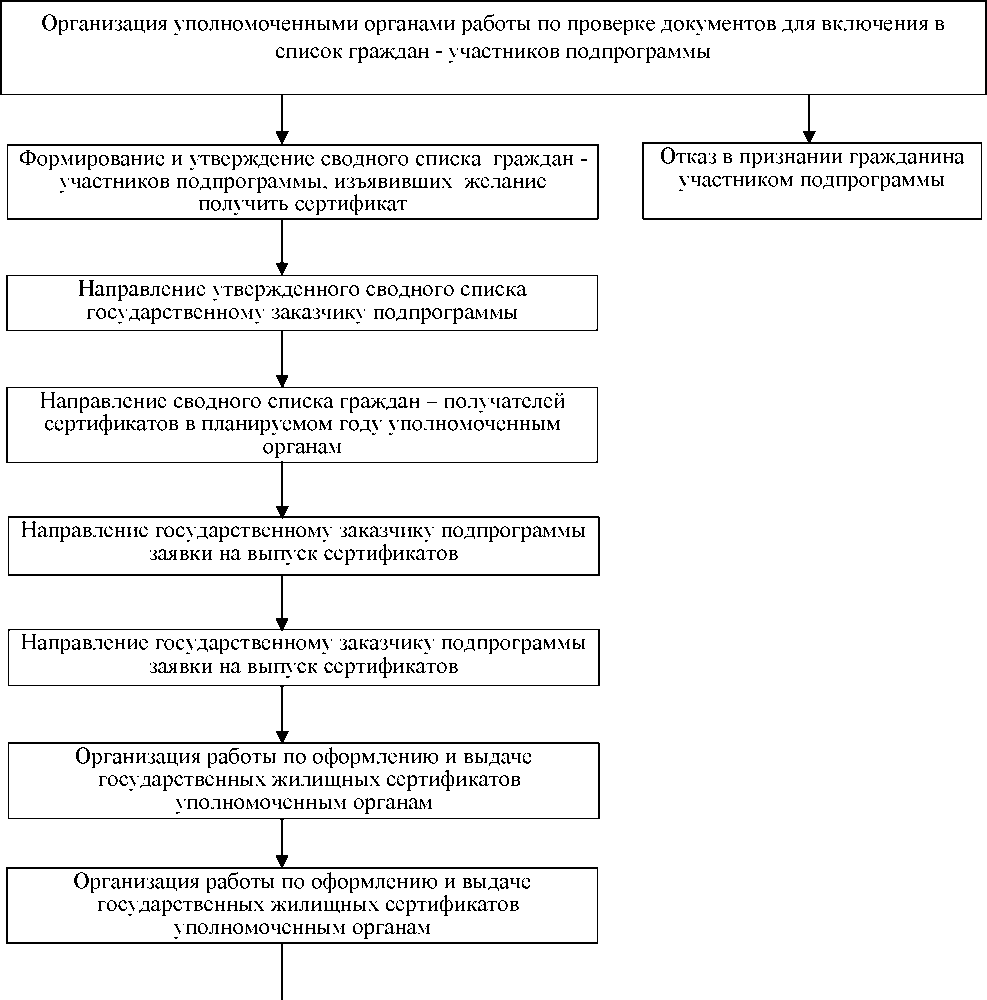 Организация уполномоченными органами работы по проверке документов для включения в
список граждан - участников подпрограммы
Формирование и утверждение сводного списка граждан -
участников подпрограммы, изъявивших желание
получить сертификат
Отказ в признании гражданина
участником подпрограммы
Направление утвержденного сводного списка
государственному заказчику подпрограммы
Направление сводного списка граждан – получателей
сертификатов в планируемом году уполномоченным
органам
Направление государственному заказчику подпрограммы
заявки на выпуск сертификатов
Направление государственному заказчику подпрограммы
заявки на выпуск сертификатов
Организация работы по оформлению и выдаче
государственных жилищных сертификатов
уполномоченным органам
Организация работы по оформлению и выдаче
государственных жилищных сертификатов
уполномоченным органам